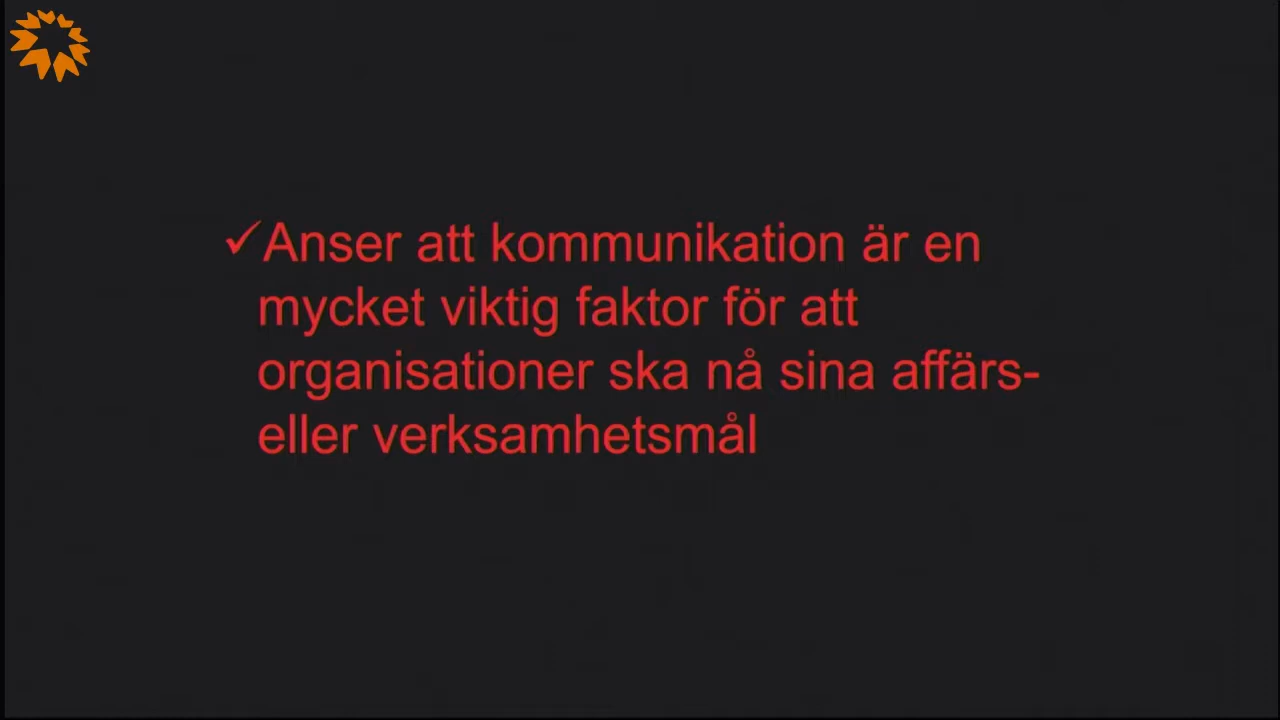 ✓Anser att kommunikation är en
mycket viktig faktor för att
organisationer ska nå sina affärs-
eller verksamhetsmål